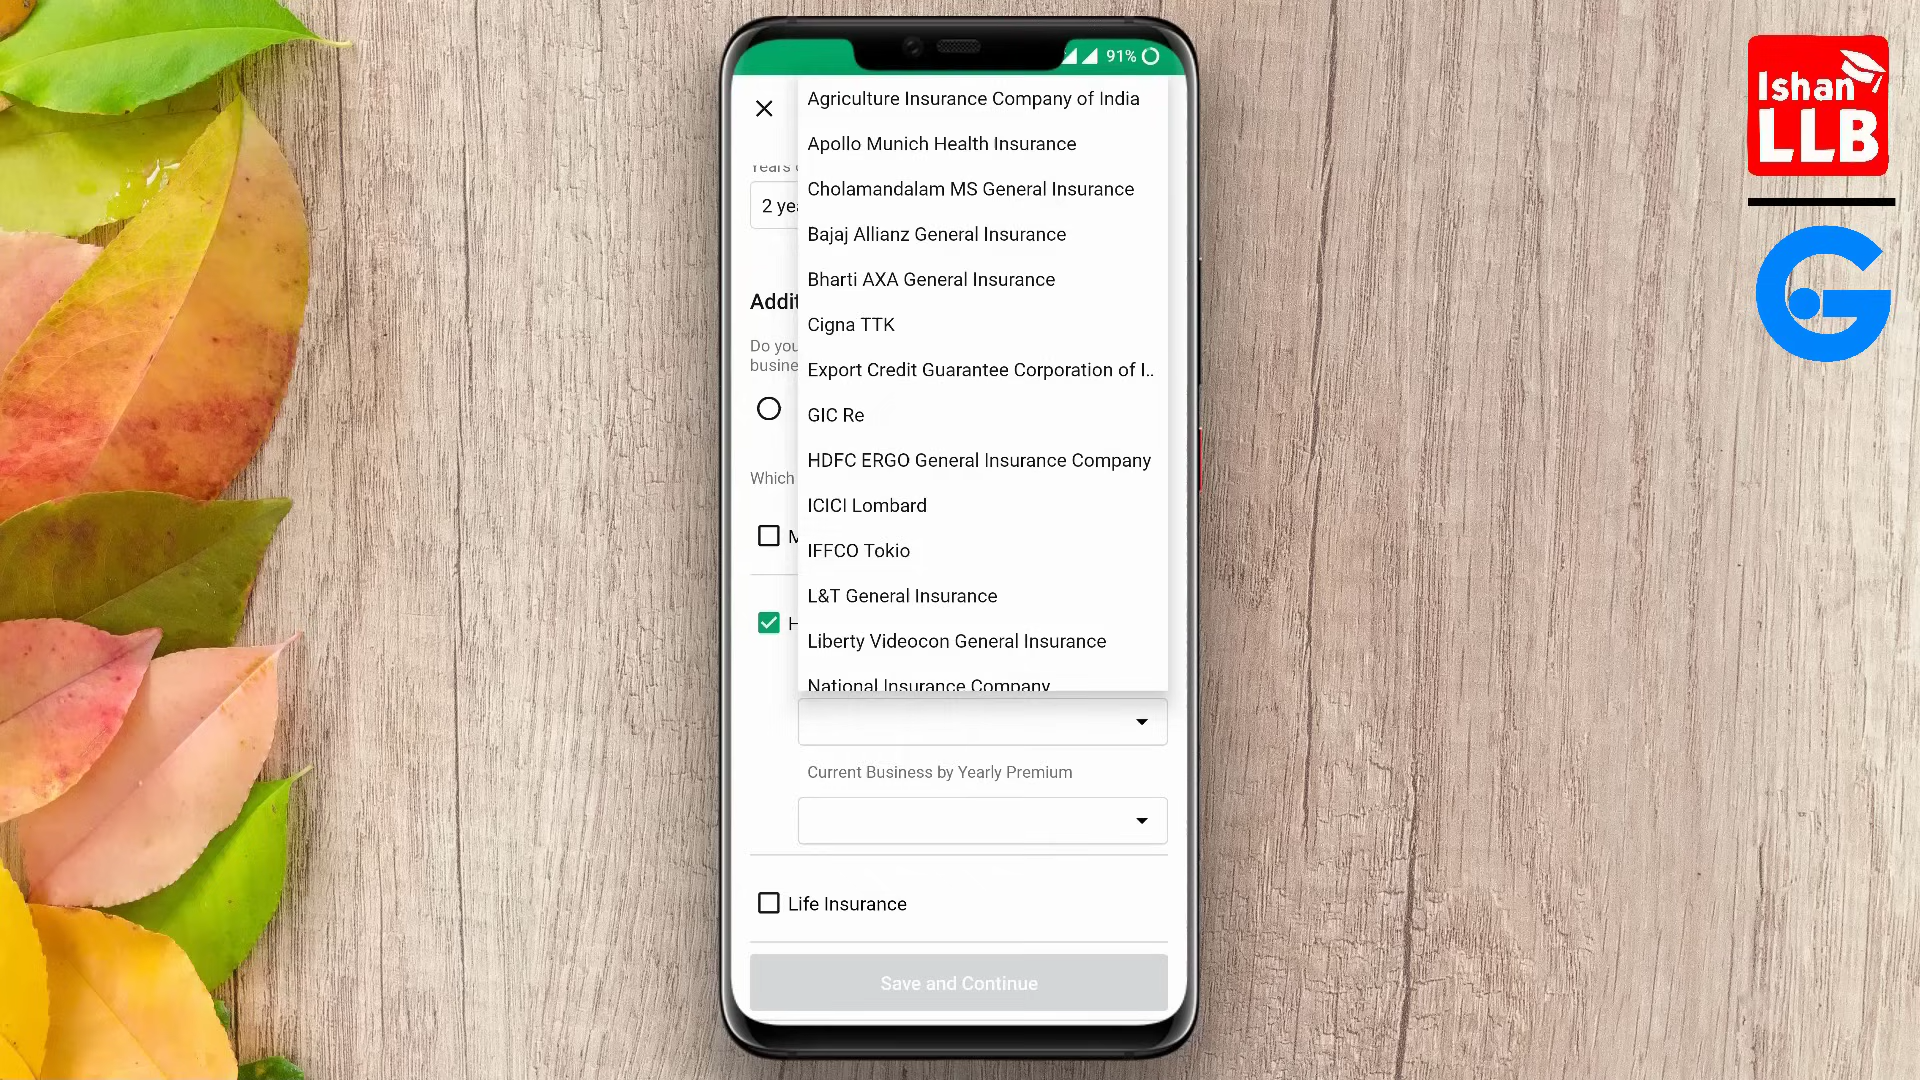 91%
Agriculture Insurance Company of India
Apollo Munich Health Insurance
Years
Cholamandalam MS General Insurance
2 yea
Bajaj Allianz General Insurance
Bharti AXA General Insurance
Addit
Cigna TTK
Do you
busine
Export Credit Guarantee Corporation of I..
GIC Re
HDFC ERGO General Insurance Company
Which
ICICI Lombard
IFFCO Tokio
L&T General Insurance
H
Liberty Videocon General Insurance
National Insurance Company
Current Business by Yearly Premium
Life Insurance
Save and Continue
Ishan
LLB
G